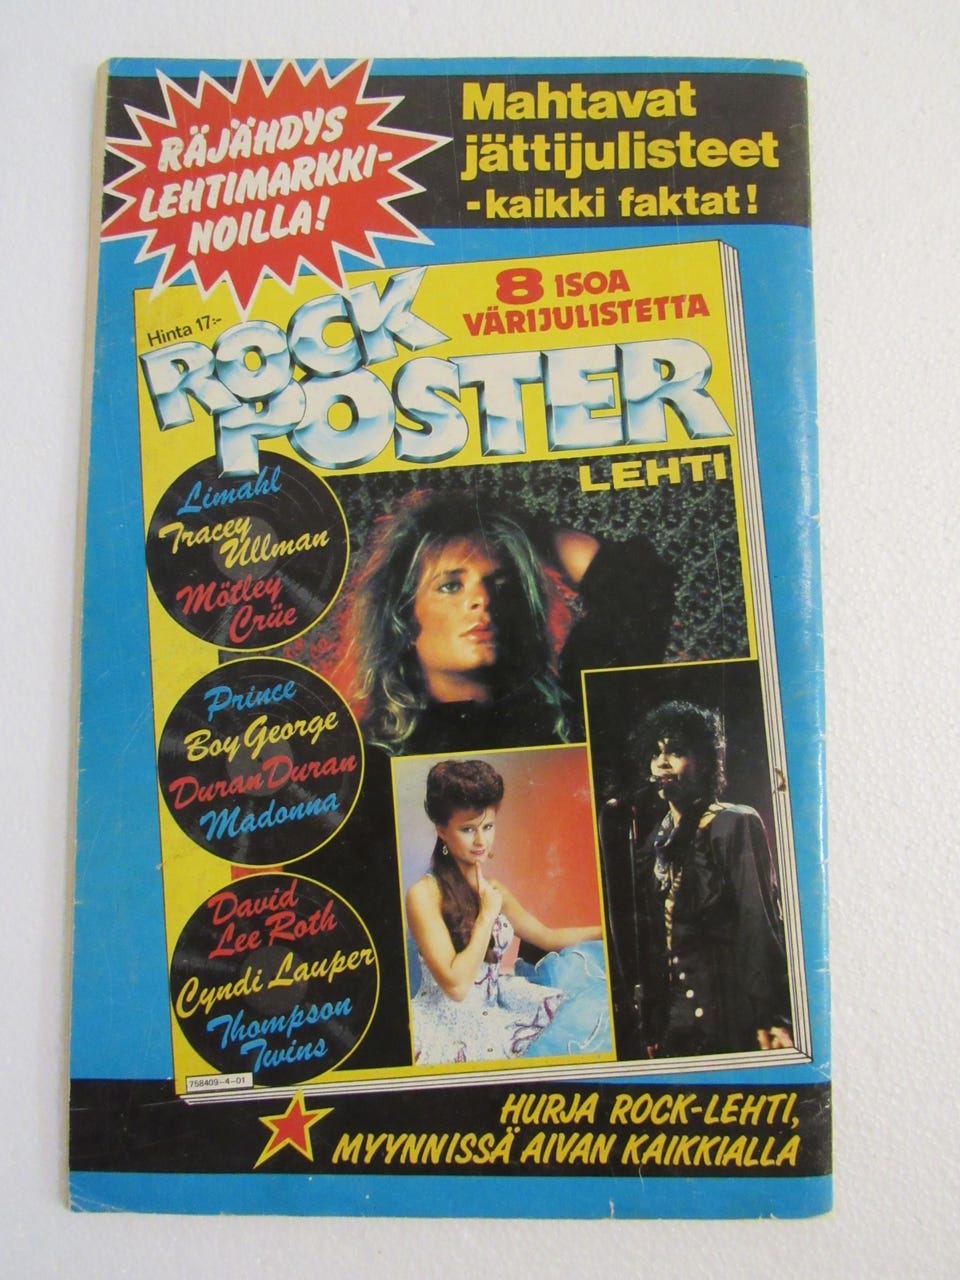 RÄJÄHDYS
LEHTIMARKKI-
NOILLA!
Mahtavat
jättijulisteet
-kaikki faktat!
Hinta 17:-
8 ISOA
VÄRIJULISTETTA
ROCK
POSTER
LEHTI
Limahl
Tracey
Ullman
Mötley
Crüe
Prince
Boy George
Duran Duran
Madonna
David
Lee Roth
Cyndi Lauper
Thompson
Twins
758409-4-01
HURJA ROCK-LEHTI,
MYYNNISSÄ AIVAN KAIKKIALLA